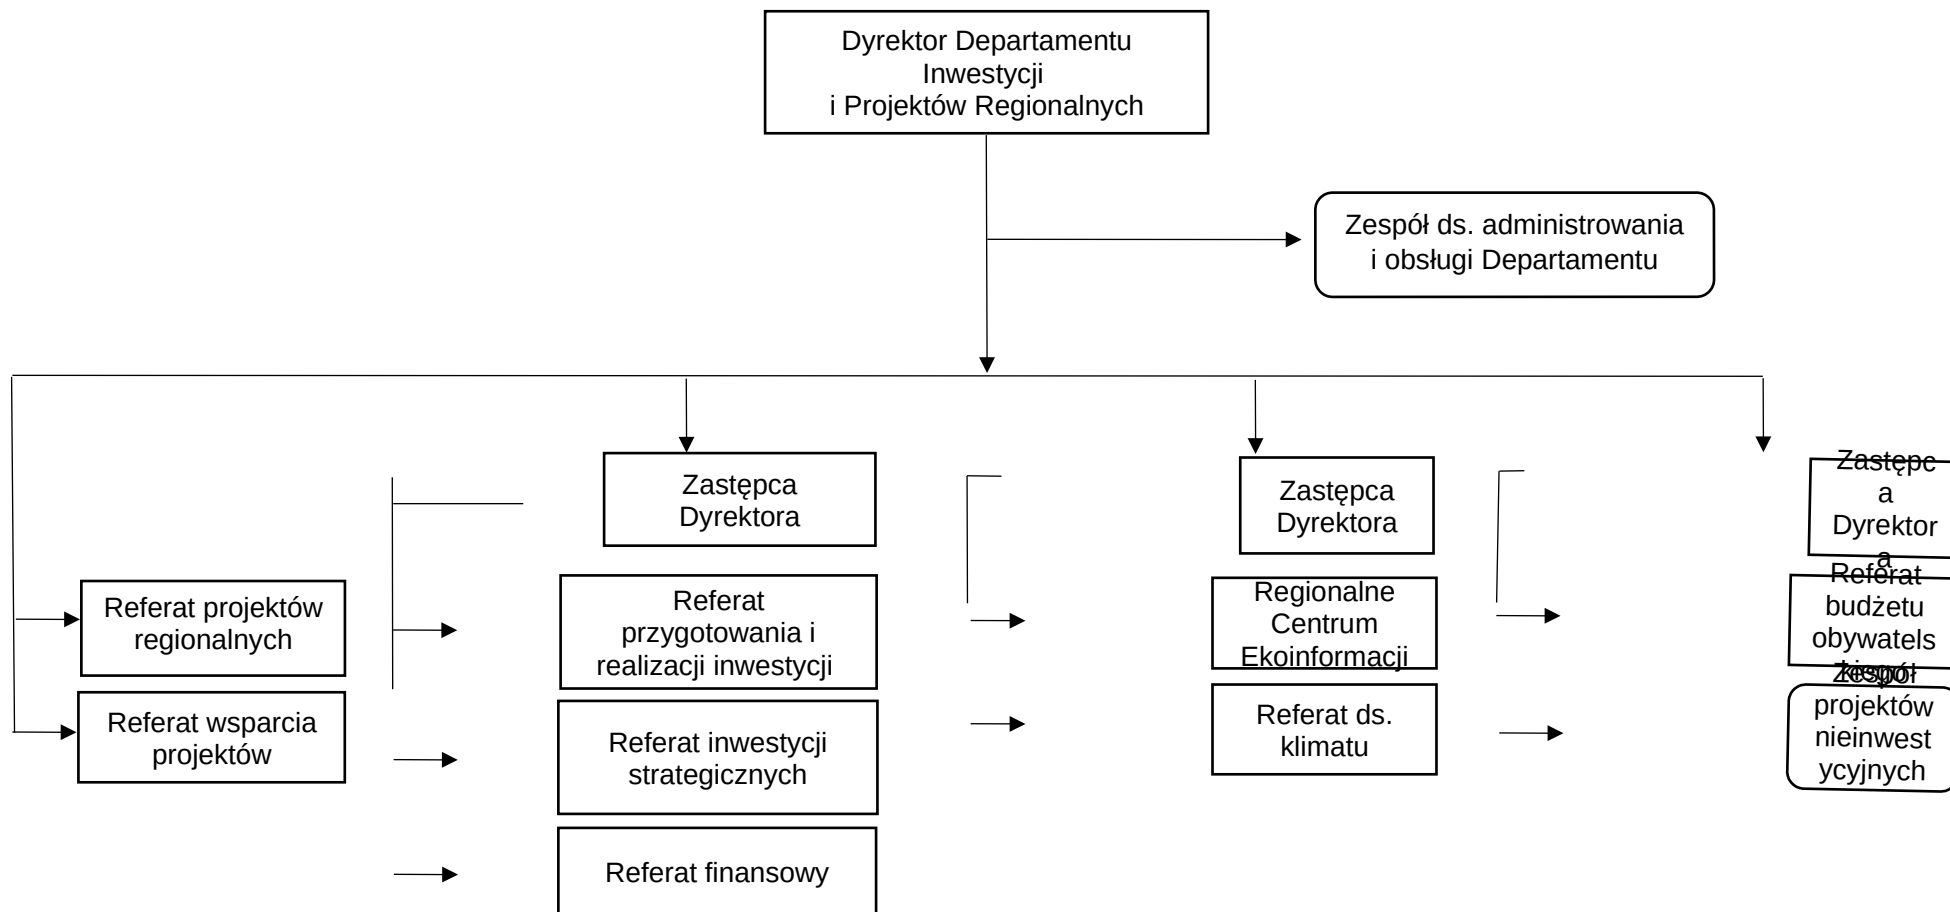 Dyrektor Departamentu
Inwestycji
i Projektów Regionalnych
Zespół ds. administrowania
i obsługi Departamentu
Zastępca
Dyrektora
Zastępca
Dyrektora
Zastępc
a
Dyrektor
a
Referat projektów
regionalnych
Referat wsparcia
projektów
Referat
przygotowania i
realizacji inwestycji
Referat inwestycji
strategicznych
Referat finansowy
Regionalne
Centrum
Ekoinformacji
Referat ds.
klimatu
Referat
budżetu
obywatels
kiego
Zespół
projektów
nieinwest
ycyjnych